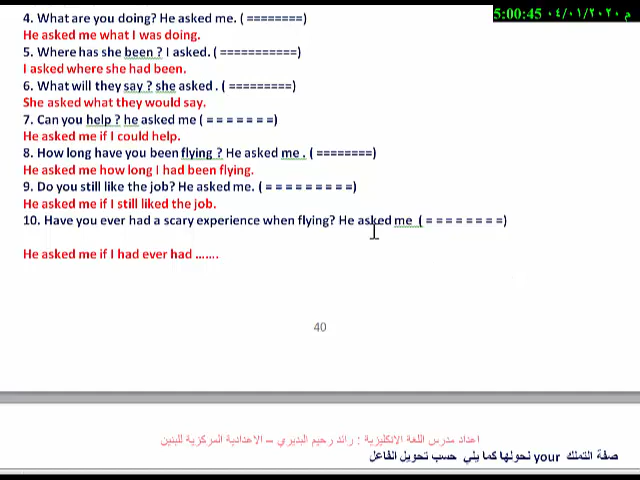 م ٠٤/٠١/٢٠٢٠ 5:00:45
4. What are you doing? He asked me. ( ======== )
He asked me what I was doing.
5. Where has she been ? I asked. ( =========== )
I asked where she had been.
6. What will they say ? she asked . ( ========= )
She asked what they would say.
7. Can you help ? he asked me ( = = = = = = = )
He asked me if I could help.
8. How long have you been flying ? He asked me . ( ======== )
He asked me how long I had been flying.
9. Do you still like the job? He asked me. ( = = = = = = = = = )
He asked me if I still liked the job.
10. Have you ever had a scary experience when flying? He asked me ( = = = = = = = = )
He asked me if I had ever had .......
40
اعداد مدرس اللغة الانكليزية : رائد رحيم البديري – الاعدادية المركزية للبنين
صفة التملك your نحولها كما يلي حسب تحويل الفاعل